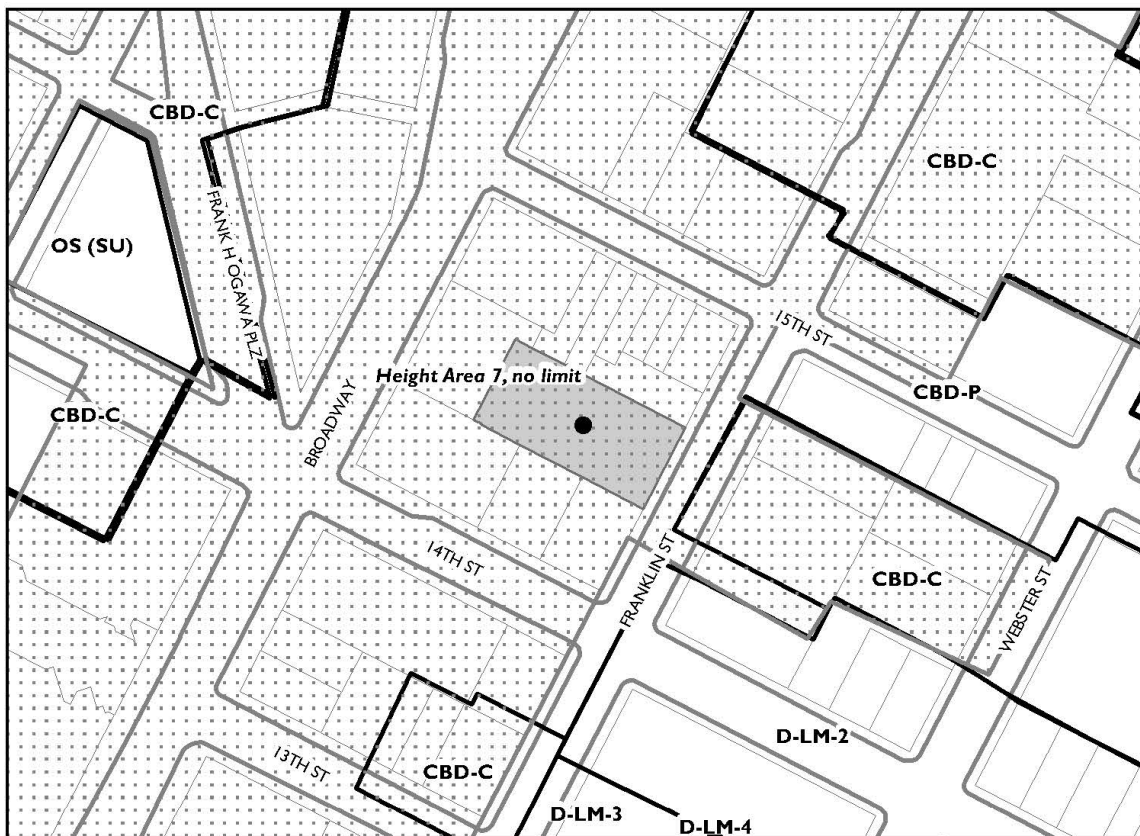 CBD-C
CBD-C
OS (SU)
FRANK H OGAWA PLZ
15TH ST
Height Area 7, no limit
CBD-P
CBD-C
BROADWAY
14TH ST
FRANKLIN ST
CBD-C
WEBSTER ST
D-LM-2
13TH ST
CBD-C
D-LM-3
D-LM-4